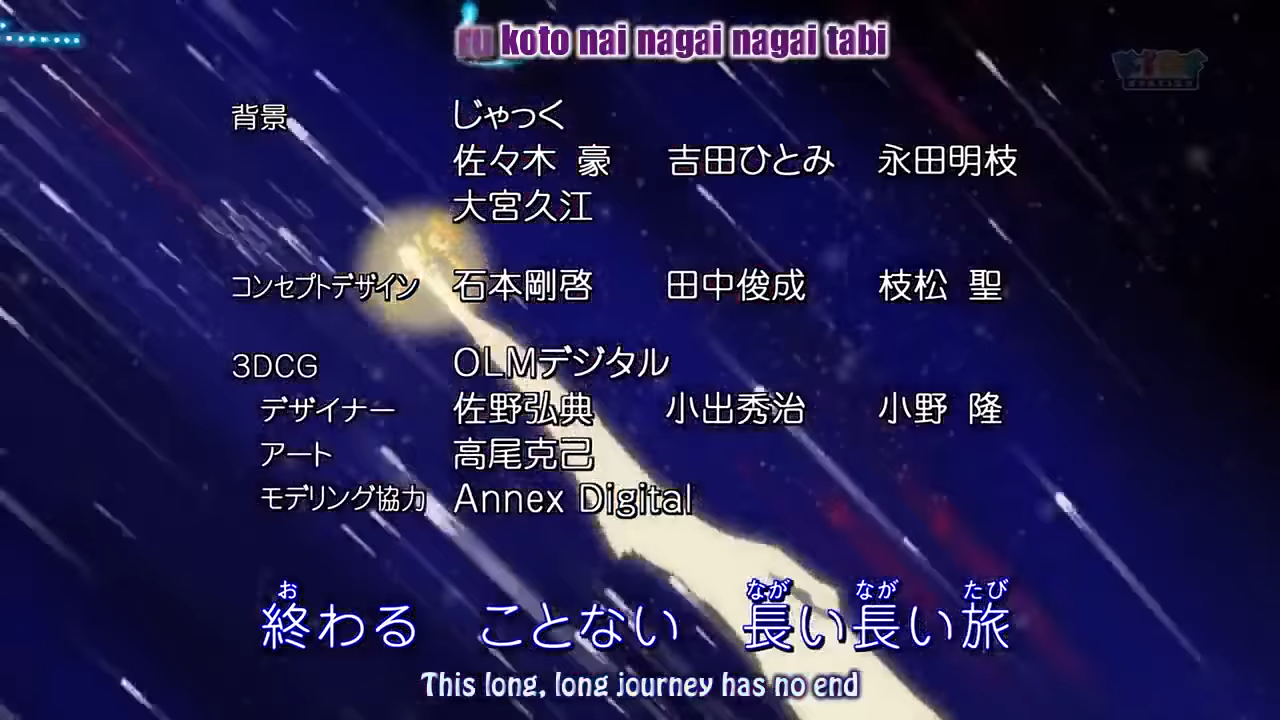 ru koto nai nagai nagai tabi
背景 じゃっく
佐々木 豪 吉田ひとみ 永田明枝
大宮久江
コンセプトデザイン 石本剛啓 田中俊成 枝松 聖
3DCG OLMデジタル
デザイナー 佐野弘典 小出秀治 小野 隆
アート 高尾克己
モデリング協力 Annex Digital
お なが なが たび
終わる ことない 長い長い旅
This long, long journey has no end